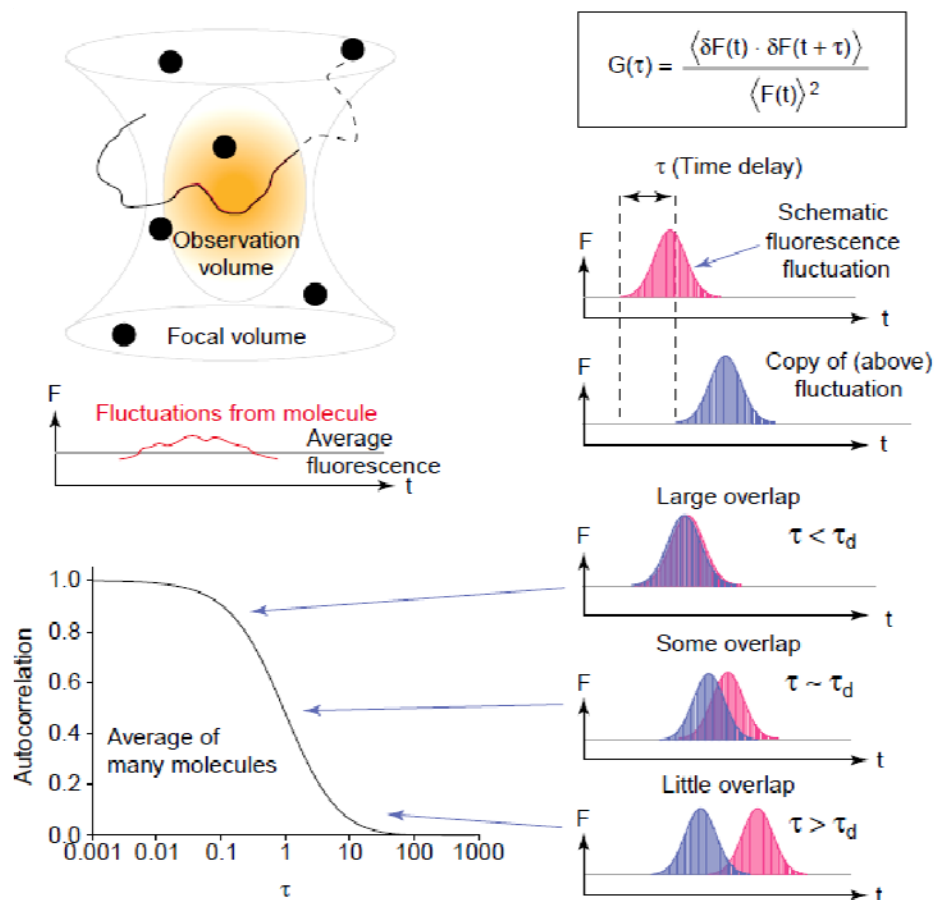 Observation
volume
Focal volume
F
Fluctuations from molecule
Average
fluorescence
t
G(τ) = ⟨δF(t) · δF(t + τ)⟩ / ⟨F(t)⟩²
τ (Time delay)
F
Schematic
fluorescence
fluctuation
t
F
Copy of (above)
fluctuation
t
Large overlap
F
τ < τd
t
Some overlap
F
τ ~ τd
t
Little overlap
F
τ > τd
t
Autocorrelation
1.0
0.8
0.6
0.4
0.2
0.0
Average of
many molecules
0.001 0.01 0.1 1 10 100 1000
τ